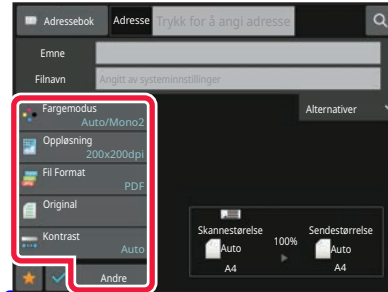 Adressebok
Adresse
Trykk for å angi adresse
Emne
Filnavn
Angitt av systeminnstillinger
Fargemodus
Auto/Mono2
Oppløsning
200x200dpi
Fil Format
PDF
Original
Kontrast
Auto
Andre
Alternativer
Skannestørelse
Auto
A4
100%
Sendestørrelse
Auto
A4